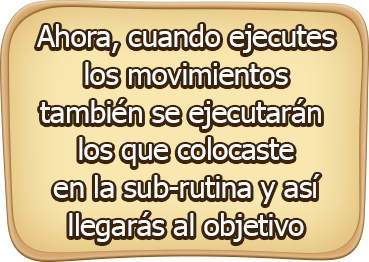 Ahora, cuando ejecutes
los movimientos
también se ejecutarán
los que colocaste
en la sub-rutina y así
llegarás al objetivo